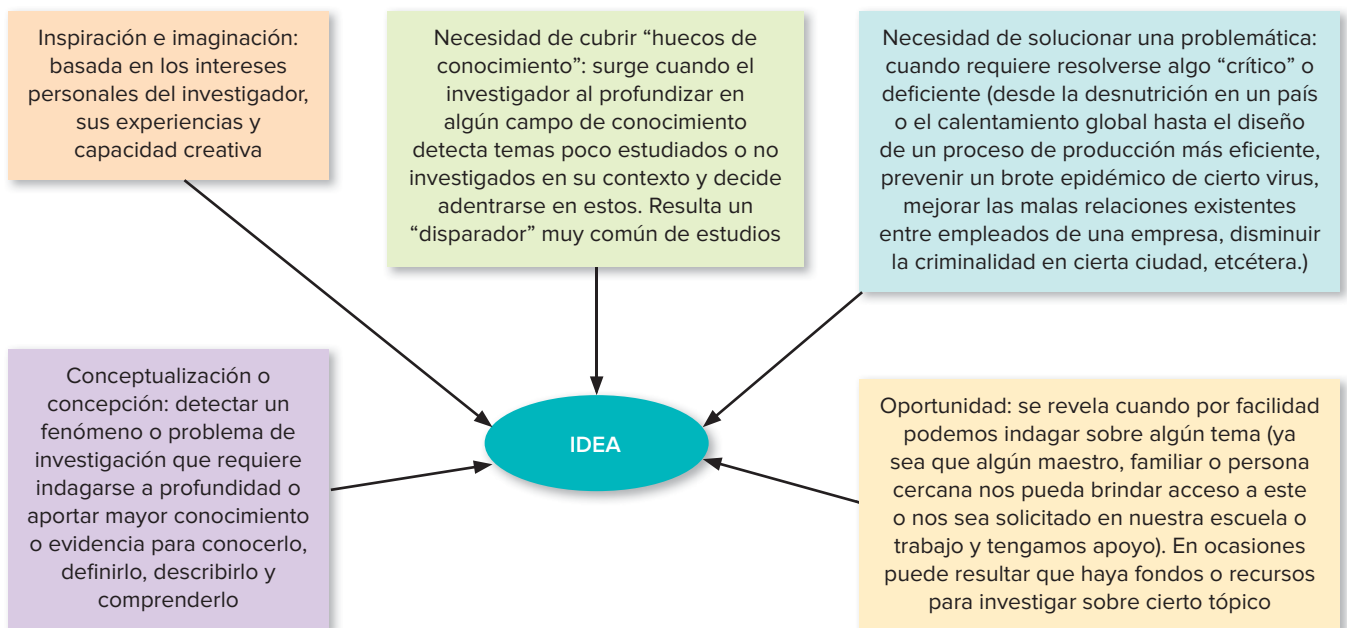 Inspiración e imaginación:
basada en los intereses
personales del investigador,
sus experiencias y
capacidad creativa
Necesidad de cubrir “huecos de
conocimiento”: surge cuando el
investigador al profundizar en
algún campo de conocimiento
detecta temas poco estudiados o no
investigados en su contexto y decide
adentrarse en estos. Resulta un
“disparador” muy común de estudios
Necesidad de solucionar una problemática:
cuando requiere resolverse algo “crítico” o
deficiente (desde la desnutrición en un país
o el calentamiento global hasta el diseño
de un proceso de producción más eficiente,
prevenir un brote epidémico de cierto virus,
mejorar las malas relaciones existentes
entre empleados de una empresa, disminuir
la criminalidad en cierta ciudad, etcétera.)
Conceptualización o
concepción: detectar un
fenómeno o problema de
investigación que requiere
indagarse a profundidad o
aportar mayor conocimiento
o evidencia para conocerlo,
definirlo, describirlo y
comprenderlo
IDEA
Oportunidad: se revela cuando por facilidad
podemos indagar sobre algún tema (ya
sea que algún maestro, familiar o persona
cercana nos pueda brindar acceso a este
o nos sea solicitado en nuestra escuela o
trabajo y tengamos apoyo). En ocasiones
puede resultar que haya fondos o recursos
para investigar sobre cierto tópico